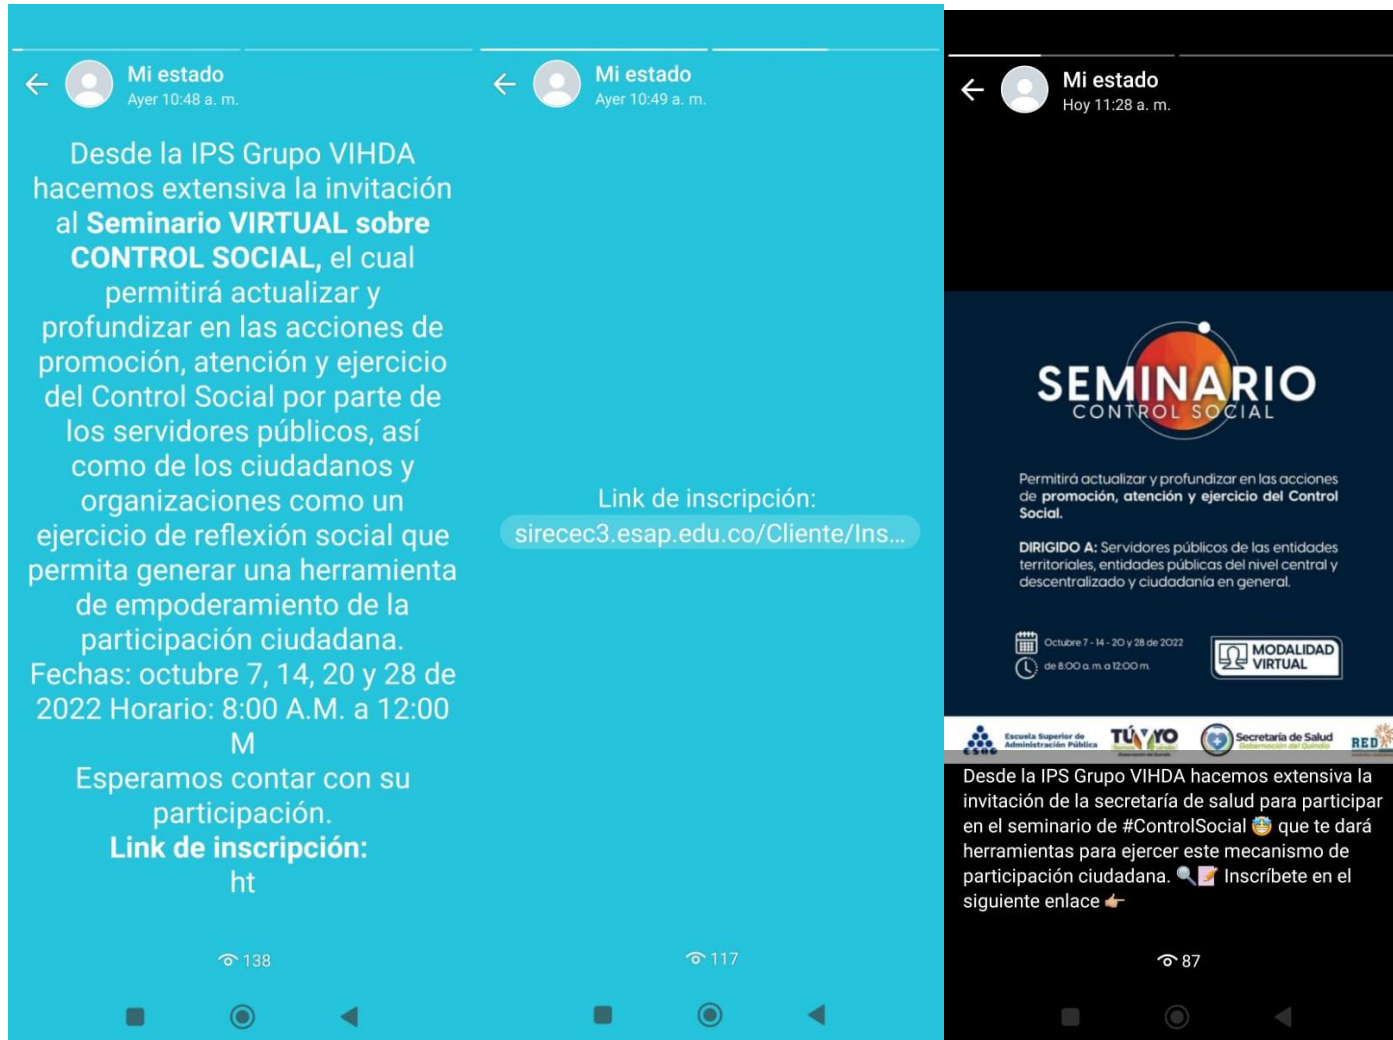 Mi estado
Ayer 10:48 a. m.
Desde la IPS Grupo VIHDA
hacemos extensiva la invitación
al Seminario VIRTUAL sobre
CONTROL SOCIAL, el cual
permitirá actualizar y
profundizar en las acciones de
promoción, atención y ejercicio
del Control Social por parte de
los servidores públicos, así
como de los ciudadanos y
organizaciones como un
ejercicio de reflexión social que
permita generar una herramienta
de empoderamiento de la
participación ciudadana.
Fechas: octubre 7, 14, 20 y 28 de
2022 Horario: 8:00 A.M. a 12:00
M
Esperamos contar con su
participación.
Link de inscripción:
ht
138
Mi estado
Ayer 10:49 a. m.
Link de inscripción:
sirecec3.esap.edu.co/Cliente/Ins...
117
Mi estado
Hoy 11:28 a. m.
SEMINARIO
CONTROL SOCIAL
Permitirá actualizar y profundizar en las acciones
de promoción, atención y ejercicio del Control
Social.
DIRIGIDO A: Servidores públicos de las entidades
territoriales, entidades públicas del nivel central y
descentralizado y ciudadanía en general.
Octubre 7 - 14 - 20 y 28 de 2022
de 8:00 a. m. a 12:00 m.
MODALIDAD
VIRTUAL
ESAP
Escuela Superior de
Administración Pública
TÚ Y YO
Secretaría de Salud
Gobernación del Quindío
RED
Desde la IPS Grupo VIHDA hacemos extensiva la
invitación de la secretaría de salud para participar
en el seminario de #ControlSocial 🤩 que te dará
herramientas para ejercer este mecanismo de
participación ciudadana. 🔍📝 Inscríbete en el
siguiente enlace 👉🏼
87